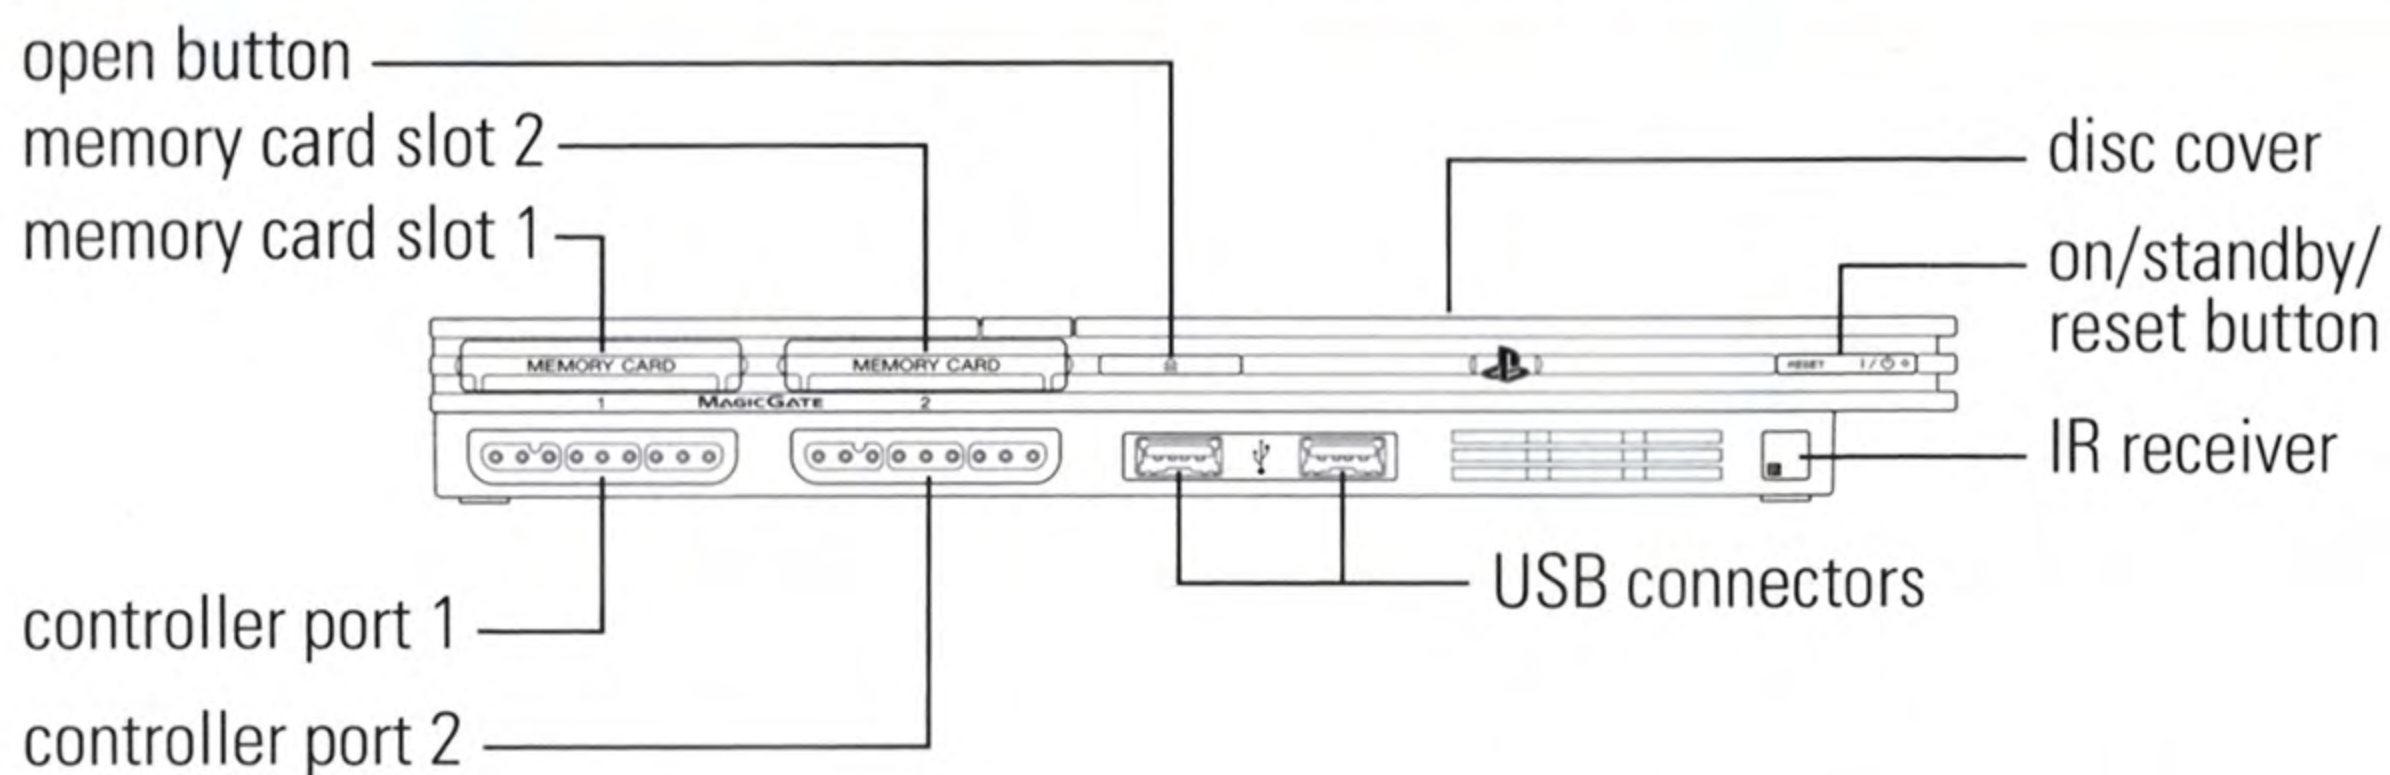 open button
memory card slot 2
memory card slot 1
disc cover
on/standby/
reset button
MEMORY CARD
MEMORY CARD
RESET
1
MAGICGATE
2
IR receiver
USB connectors
controller port 1
controller port 2